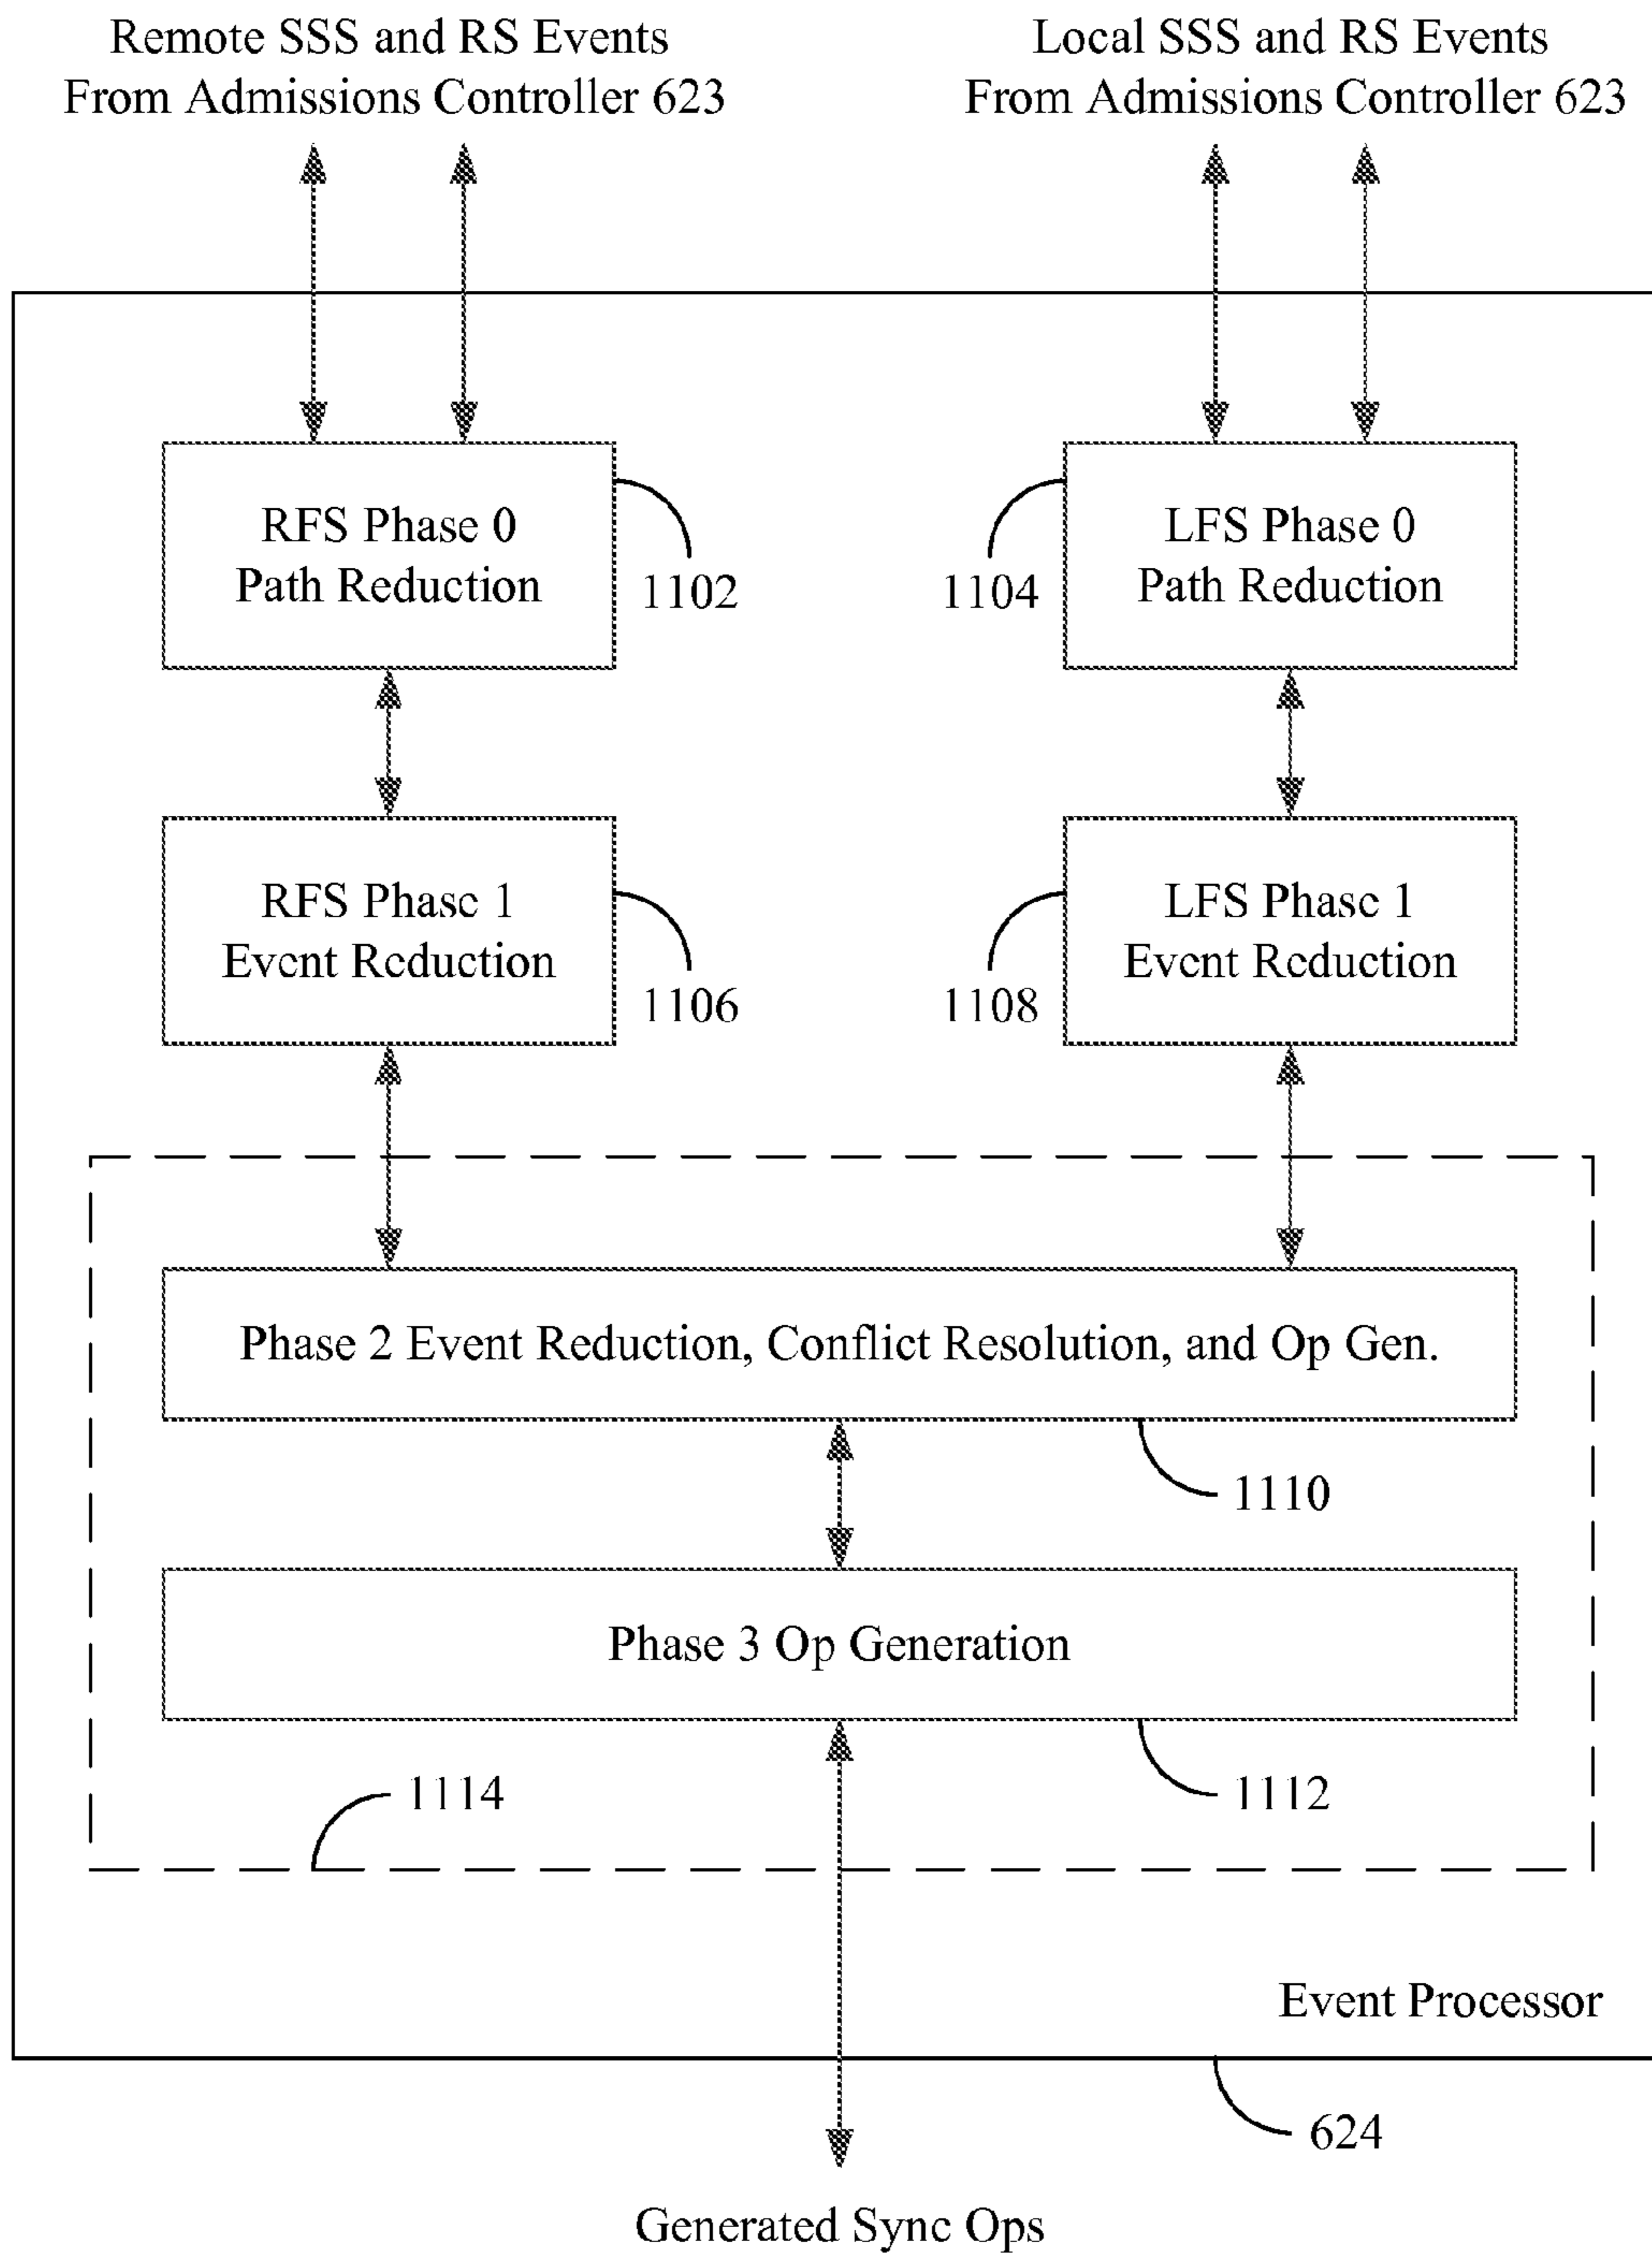 Remote SSS and RS Events
From Admissions Controller 623
Local SSS and RS Events
From Admissions Controller 623
RFS Phase 0
Path Reduction
1102
LFS Phase 0
Path Reduction
1104
RFS Phase 1
Event Reduction
1106
LFS Phase 1
Event Reduction
1108
Phase 2 Event Reduction, Conflict Resolution, and Op Gen.
1110
Phase 3 Op Generation
1114
1112
Event Processor
624
Generated Sync Ops